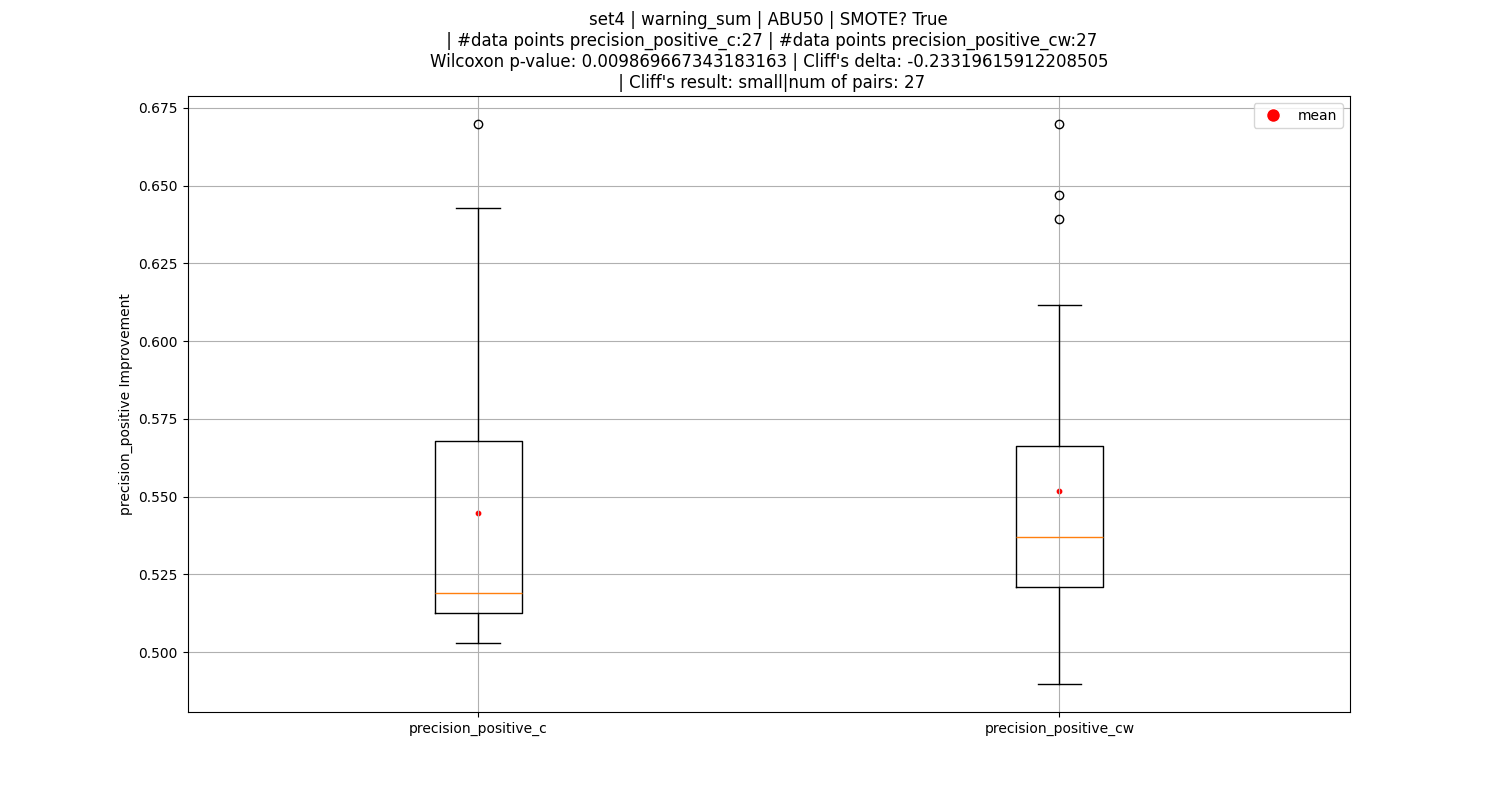 set4 | warning_sum | ABU50 | SMOTE? True
| #data points precision_positive_c:27 | #data points precision_positive_cw:27
Wilcoxon p-value: 0.009869667343183163 | Cliff's delta: -0.23319615912208505
| Cliff's result: small|num of pairs: 27
mean
precision_positive Improvement
0.675
0.650
0.625
0.600
0.575
0.550
0.525
0.500
precision_positive_c
precision_positive_cw